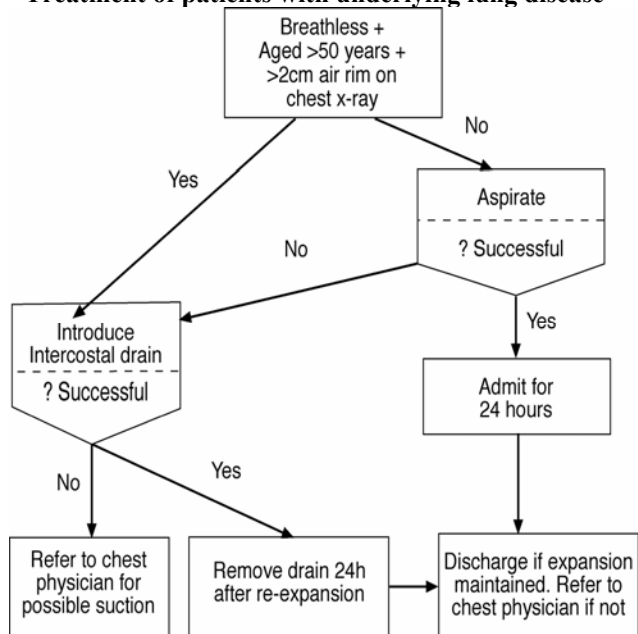 Treatment of patients with underlying lung disease
Breathless +
Aged >50 years +
>2cm air rim on
chest x-ray
No
Yes
Aspirate
? Successful
No
Introduce
Intercostal drain
? Successful
Yes
Admit for
24 hours
No
Yes
Refer to chest
physician for
possible suction
Remove drain 24h
after re-expansion
Discharge if expansion
maintained. Refer to
chest physician if not